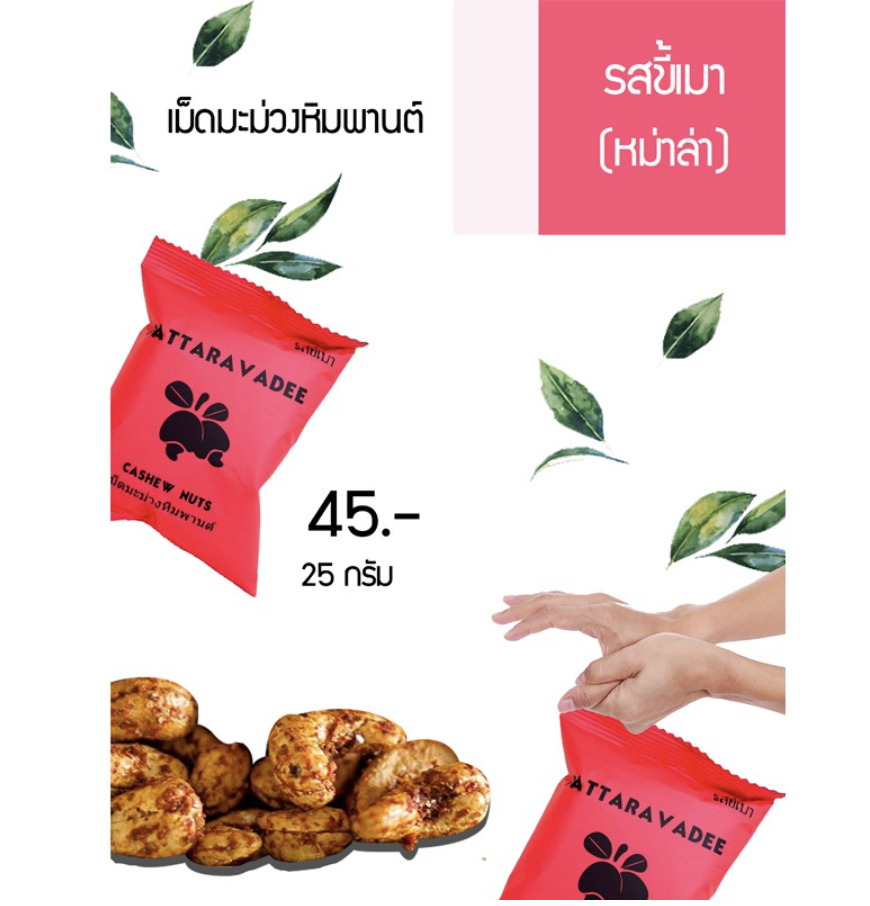 เม็ดมะม่วงหิมพานต์
รสขี้เมา
(หม่าล่า)
รสขี้เมา
ATTARAVADEE
CASHEW NUTS
เม็ดมะม่วงหิมพานต์
45.-
25 กรัม
รสขี้เมา
ATTARAVADEE